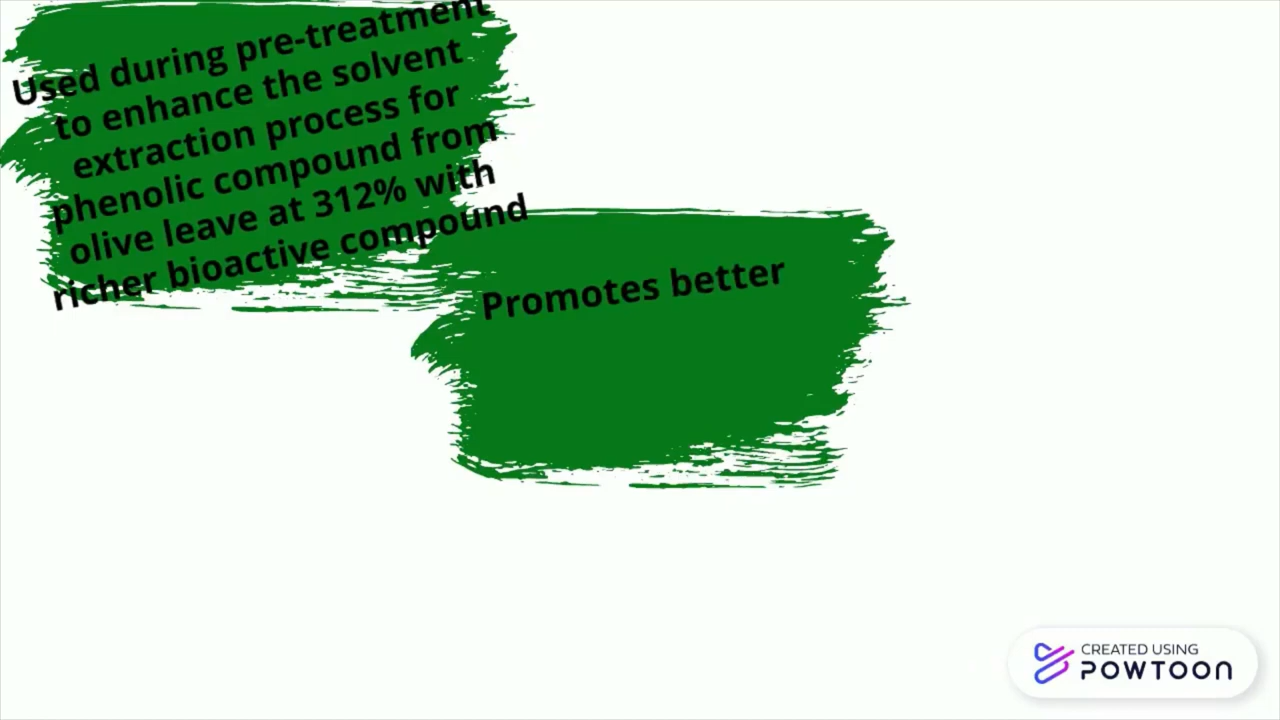 Used during pre-treatment
to enhance the solvent
extraction process for
phenolic compound from
olive leave at 312% with
richer bioactive compound
Promotes better
CREATED USING
POWTOON